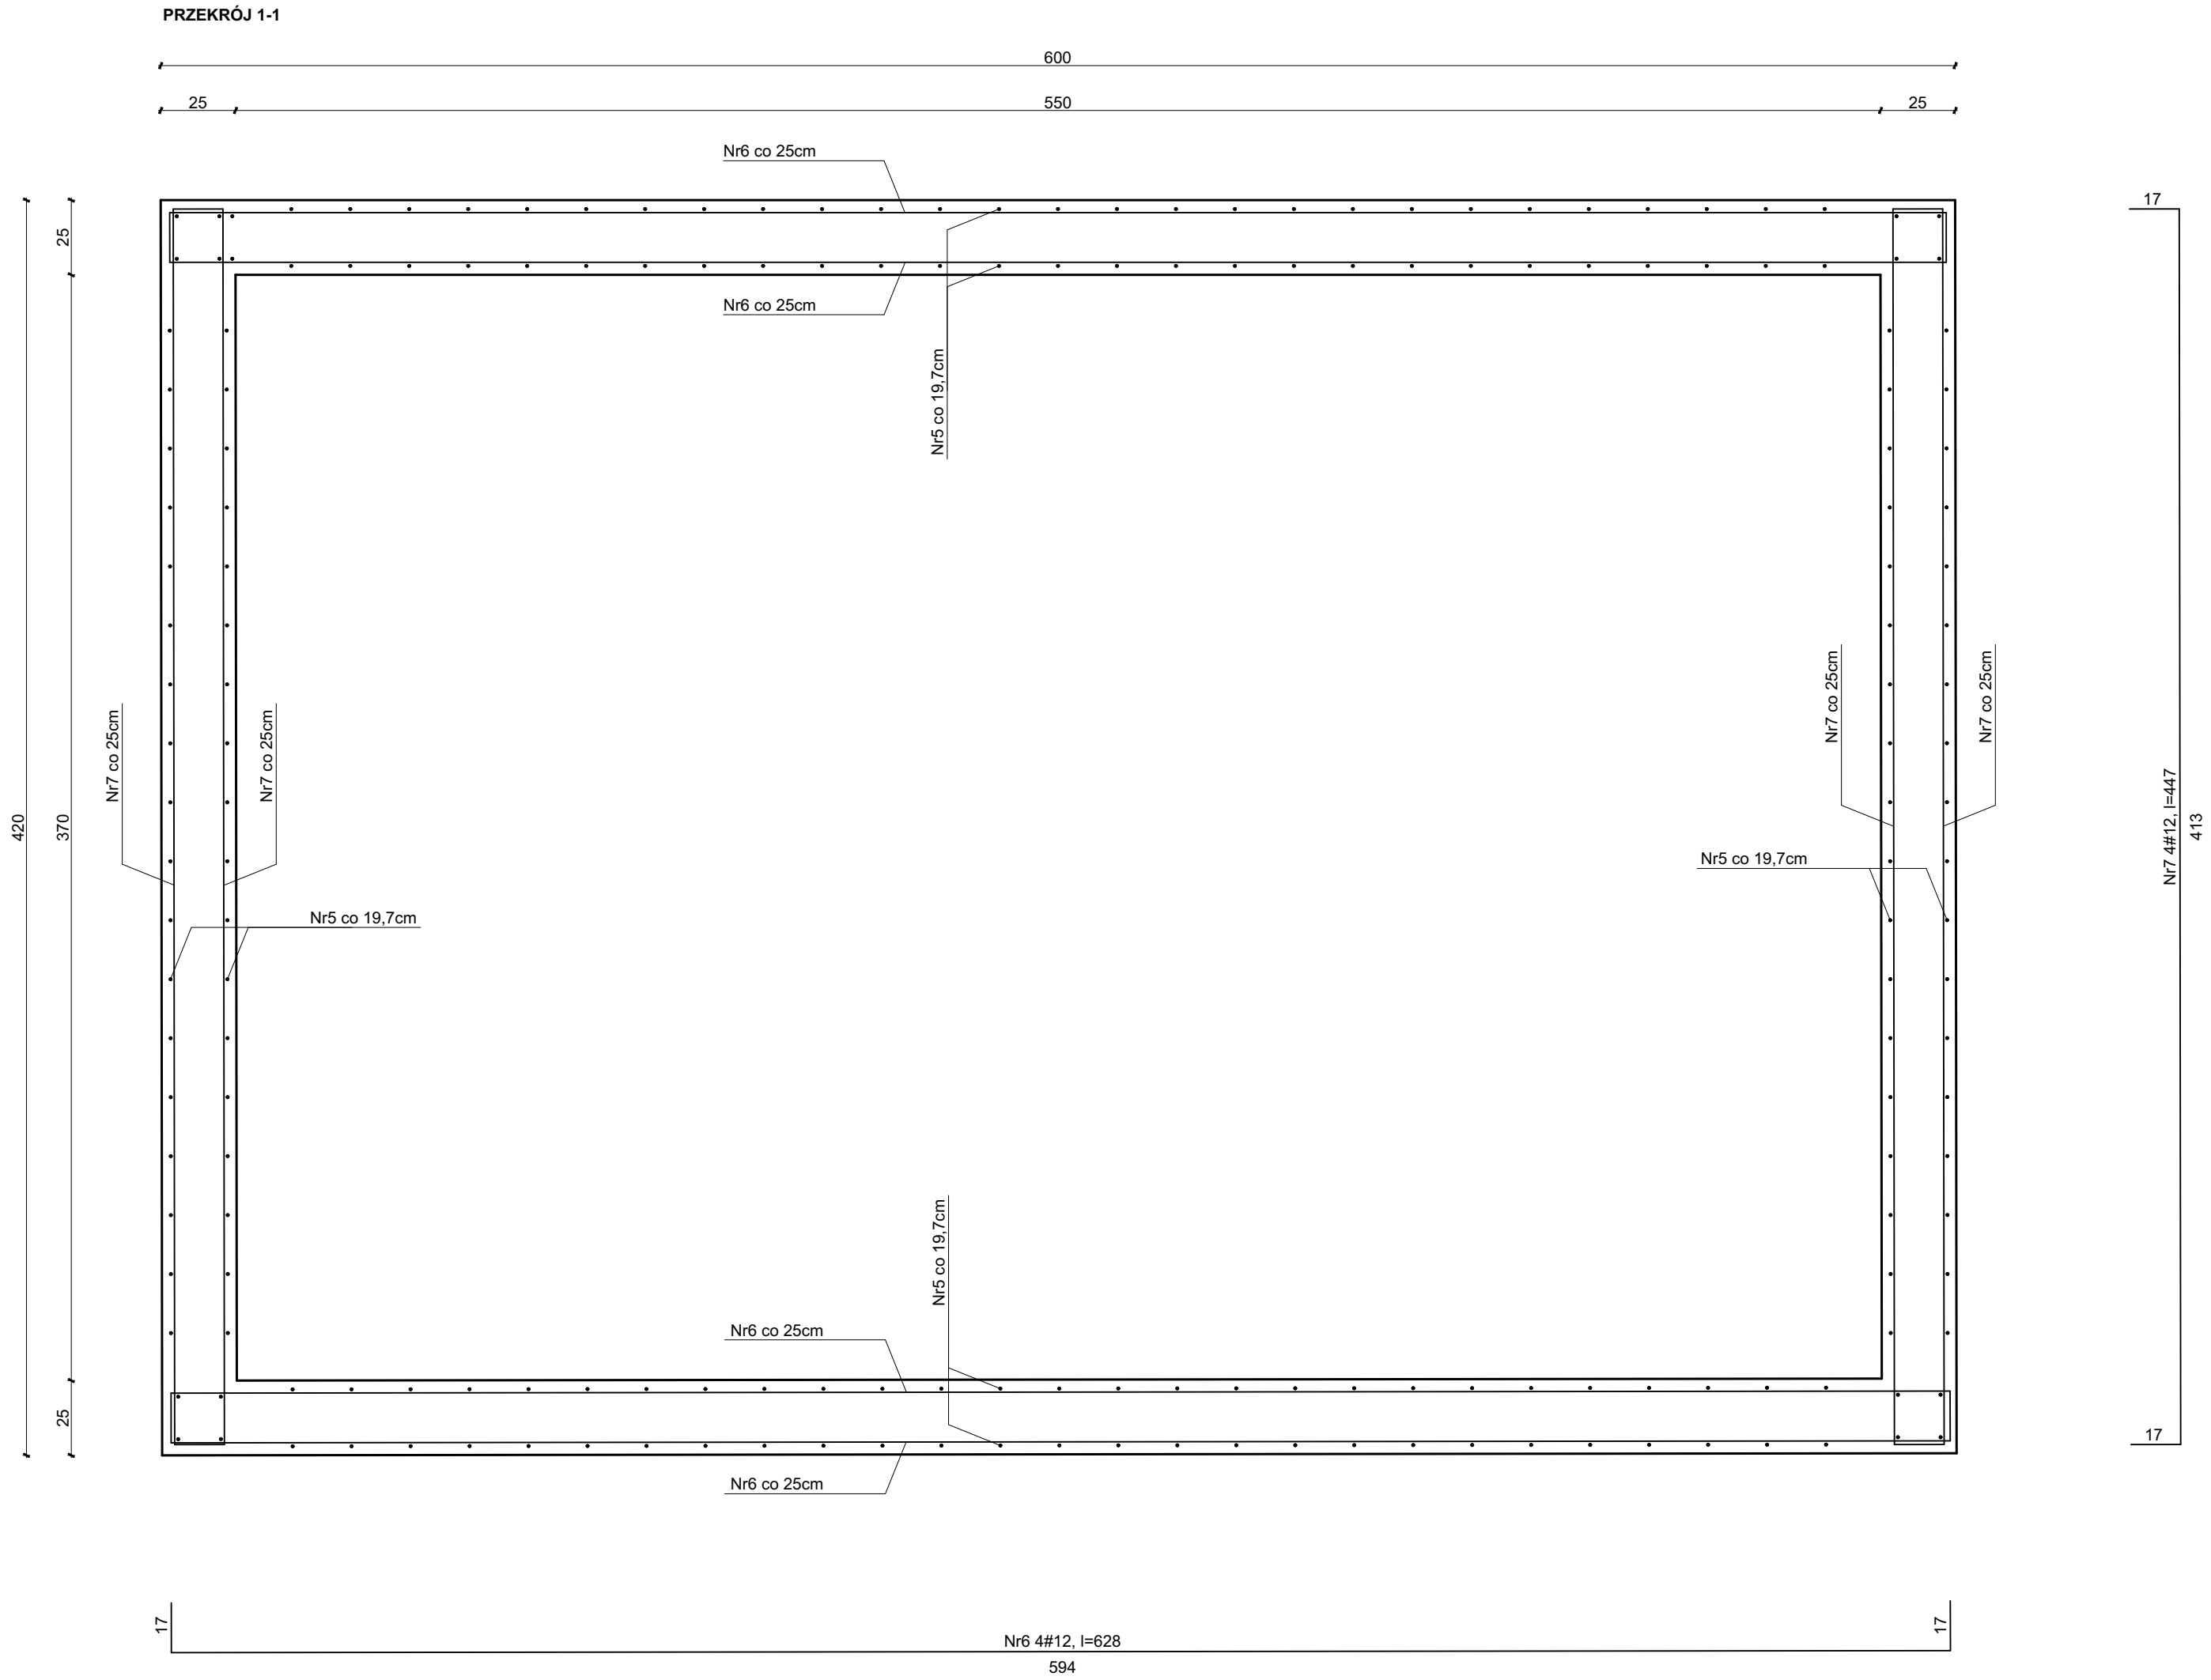 PRZEKRÓJ 1-1
600
25
550
25
Nr6 co 25cm
17
25
Nr6 co 25cm
Nr5 co 19,7cm
Nr7 co 25cm
Nr7 co 25cm
Nr7 co 25cm
Nr7 co 25cm
420
370
Nr7 4#12, l=447
413
Nr5 co 19,7cm
Nr5 co 19,7cm
Nr5 co 19,7cm
Nr6 co 25cm
25
17
Nr6 co 25cm
17
17
Nr6 4#12, l=628
594